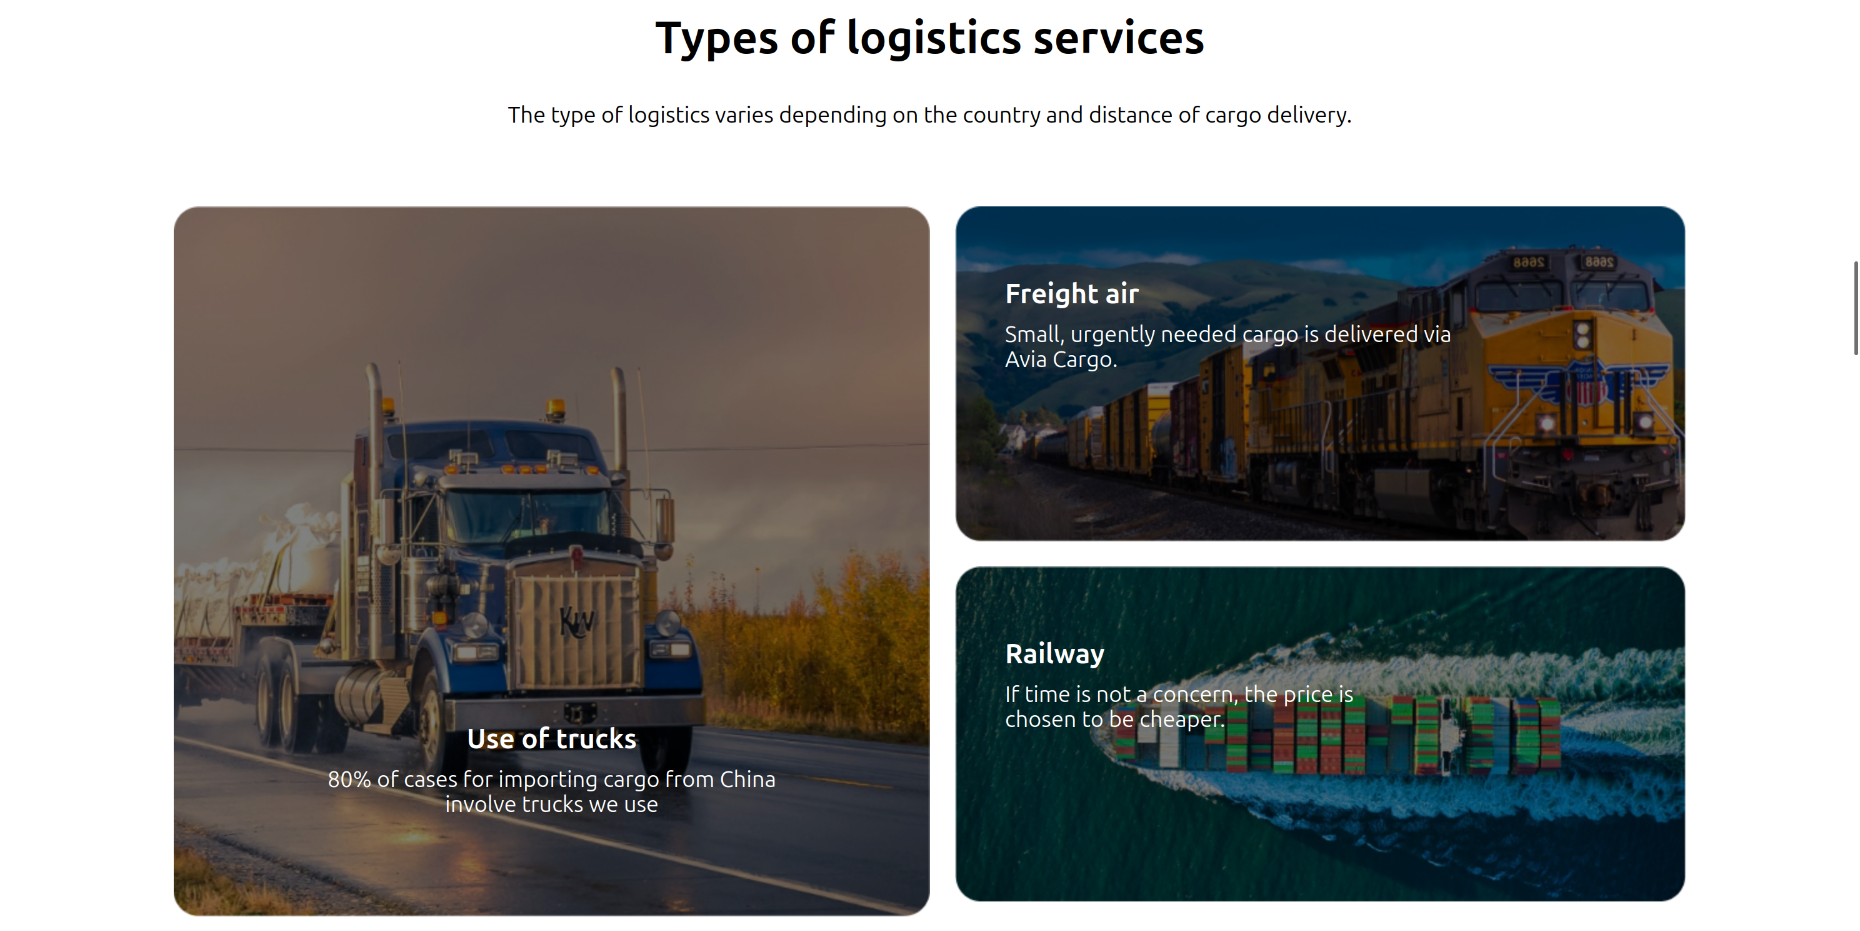 Types of logistics services
The type of logistics varies depending on the country and distance of cargo delivery.
Freight air
Small, urgently needed cargo is delivered via
Avia Cargo.
2668 2668
Railway
If time is not a concern, the price is
chosen to be cheaper.
KW
Use of trucks
80% of cases for importing cargo from China
involve trucks we use